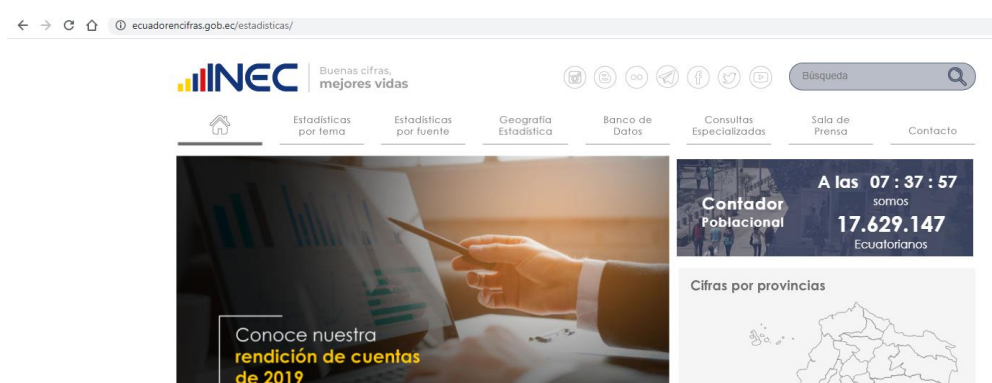 ecuadorencifras.gob.ec/estadisticas/
INEC
Buenas cifras,
mejores vidas
Búsqueda
Estadísticas
por tema
Estadísticas
por fuente
Geografía
Estadística
Banco de
Datos
Consultas
Especializadas
Sala de
Prensa
Contacto
Contador
Poblacional
A las 07 : 37 : 57
somos
17.629.147
Ecuatorianos
Cifras por provincias
Conoce nuestra
rendición de cuentas
de 2019